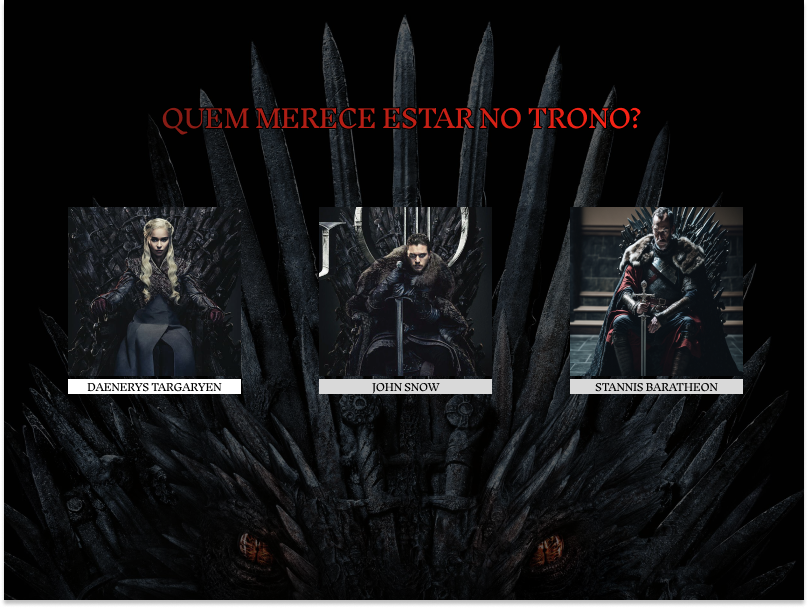 QUEM MERECE ESTAR NO TRONO?
DAENERYS TARGARYEN
JOHN SNOW
STANNIS BARATHEON